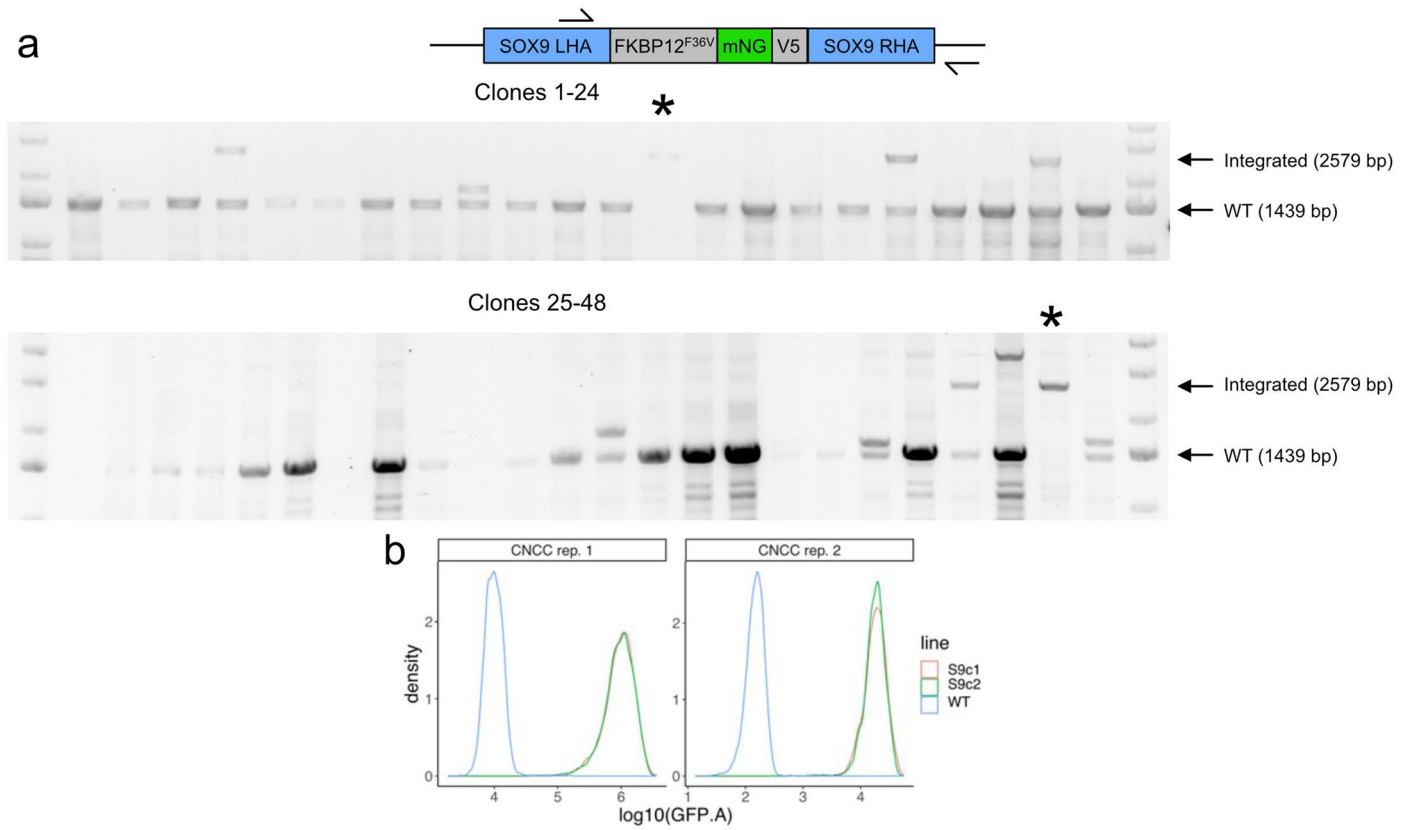 a
SOX9 LHA FKBP12F36V mNG V5 SOX9 RHA
Clones 1-24
*
Integrated (2579 bp)
WT (1439 bp)
Clones 25-48
*
Integrated (2579 bp)
WT (1439 bp)
b
CNCC rep. 1 CNCC rep. 2
density
2
1
0
2
1
0
4 5 6
1 2 3 4
log10(GFP.A)
line
S9c1
S9c2
WT